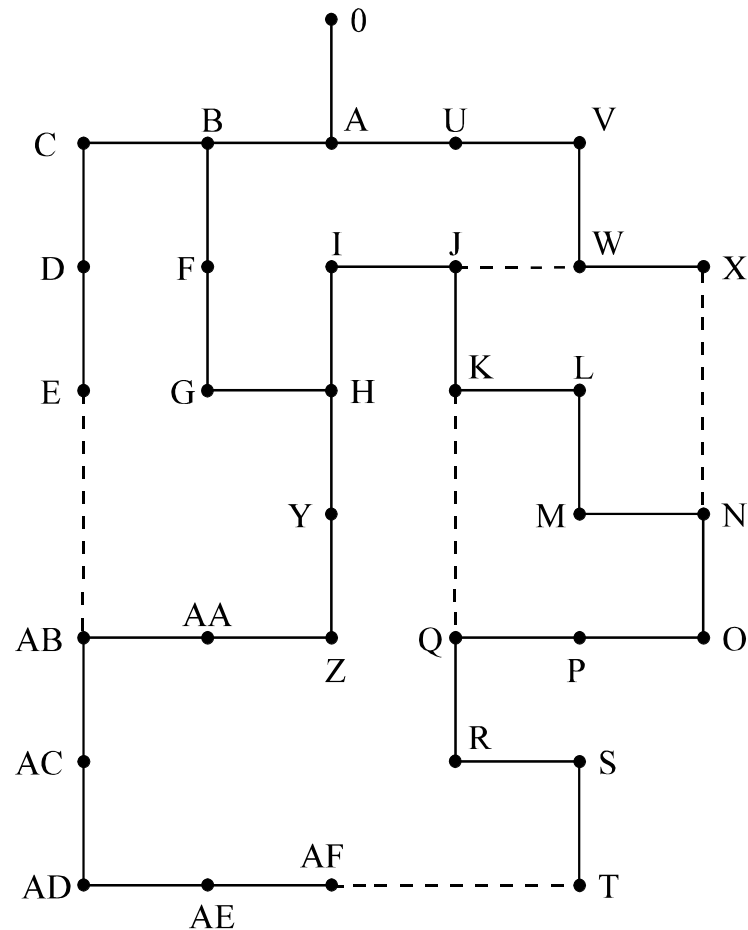 0
C B A U V
D F I J W X
E G H K L
Y M N
AB AA Z Q P O
AC R S
AD AE AF T